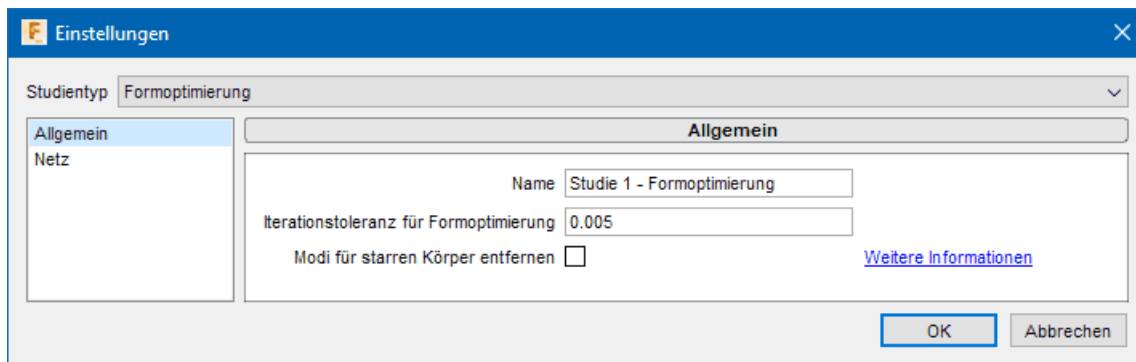 Einstellungen
Studientyp Formoptimierung
Allgemein
Netz
Allgemein
Name Studie 1 - Formoptimierung
Iterationstoleranz für Formoptimierung 0.005
Modi für starren Körper entfernen Weitere Informationen
OK Abbrechen